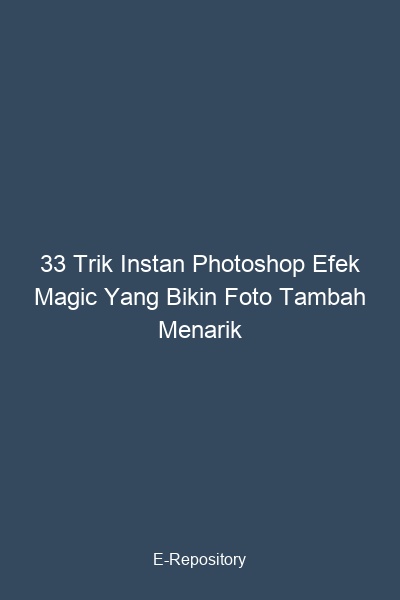 33 Trik Instan Photoshop Efek
Magic Yang Bikin Foto Tambah
Menarik
E-Repository